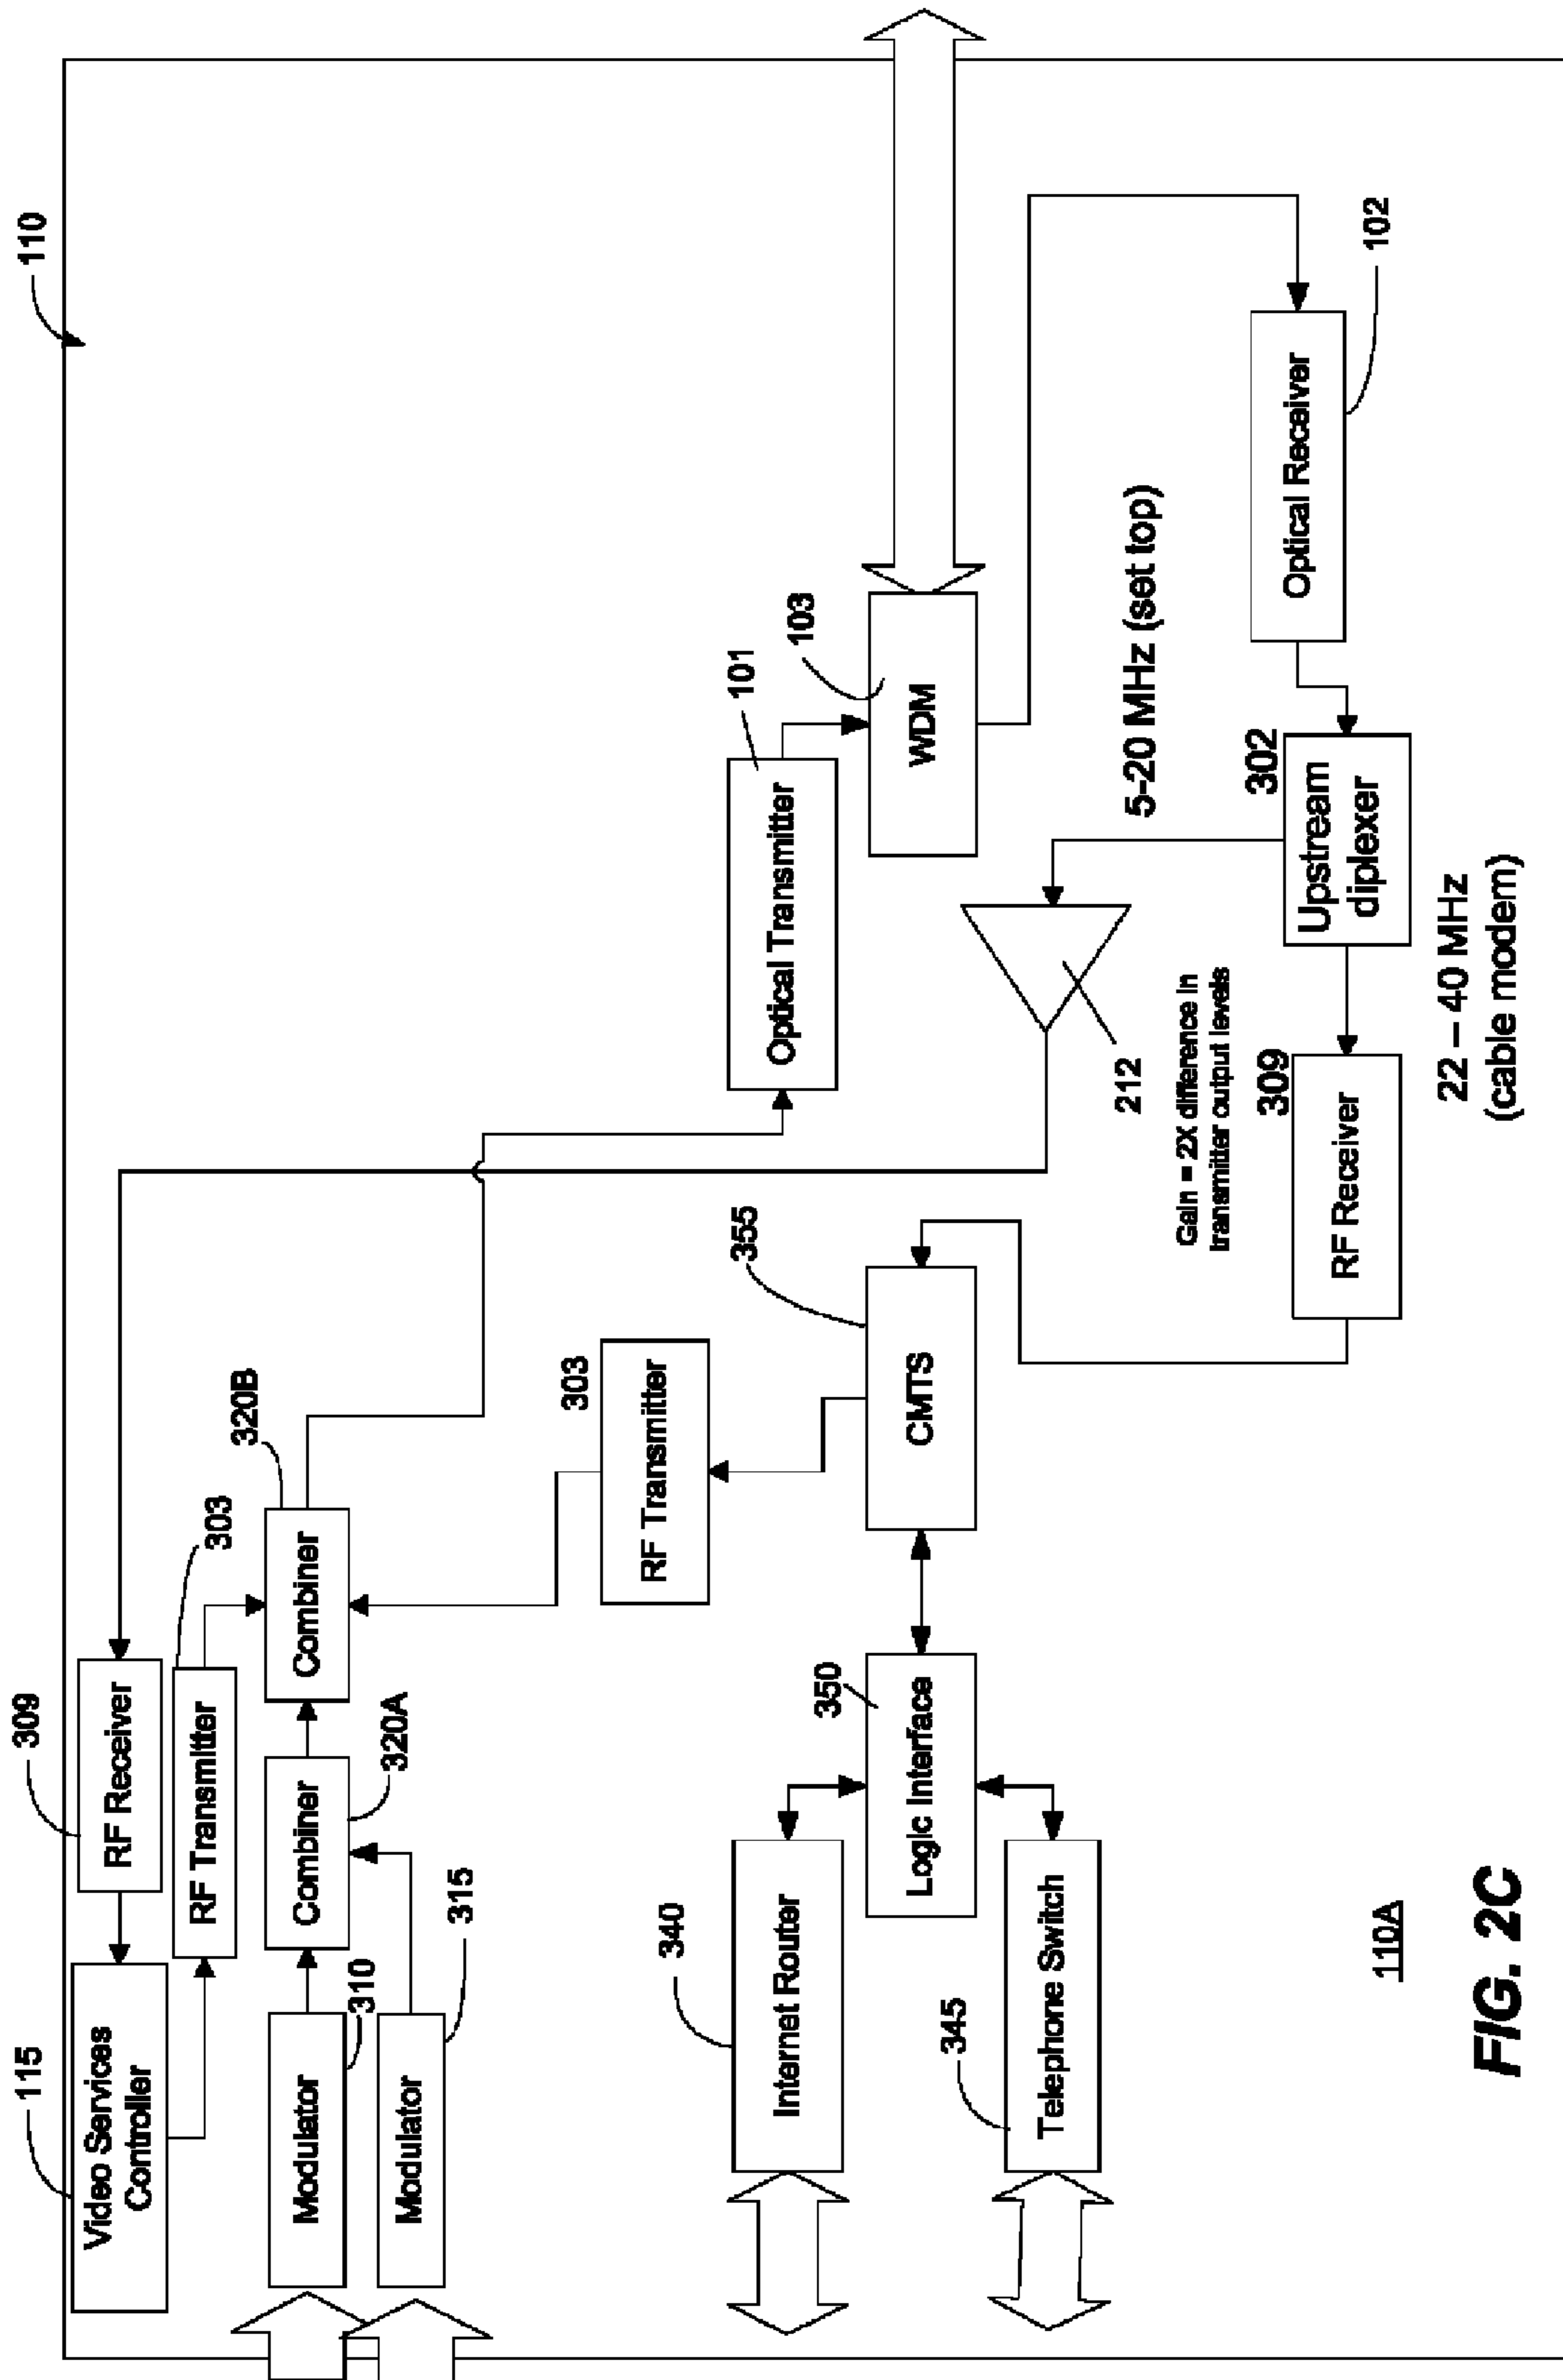 110
115
Video Services
Controller
309
RF Receiver
RF Transmitter
303
Modulator
310
Combiner
320A
Combiner
320B
Modulator
315
RF Transmitter
303
Optical Transmitter
101
WDM
103
Internet Router
340
Logic Interface
350
CMTS
355
Telephone Switch
345
212
5-20 MHz (set top)
Gain = 2X difference in
transmitter output levels
RF Receiver
309
Upstream
diplexer
302
Optical Receiver
102
22 – 40 MHz
(cable modem)
110A
FIG. 2C